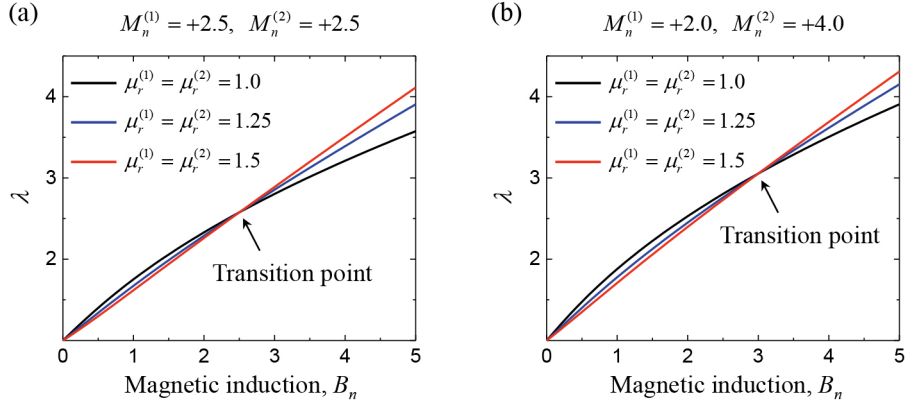 (a)
M_n^{(1)} = +2.5, M_n^{(2)} = +2.5
4
3
2
λ
μ_r^{(1)} = μ_r^{(2)} = 1.0
μ_r^{(1)} = μ_r^{(2)} = 1.25
μ_r^{(1)} = μ_r^{(2)} = 1.5
Transition point
0 1 2 3 4 5
Magnetic induction, B_n
(b)
M_n^{(1)} = +2.0, M_n^{(2)} = +4.0
4
3
2
λ
μ_r^{(1)} = μ_r^{(2)} = 1.0
μ_r^{(1)} = μ_r^{(2)} = 1.25
μ_r^{(1)} = μ_r^{(2)} = 1.5
Transition point
0 1 2 3 4 5
Magnetic induction, B_n